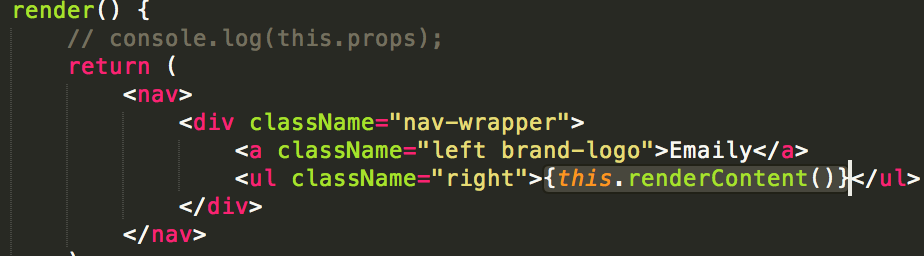 render() {
// console.log(this.props);
return (
<nav>
<div className="nav-wrapper">
<a className="left brand-logo">Emaily</a>
<ul className="right">{this.renderContent()}</ul>
</div>
</nav>